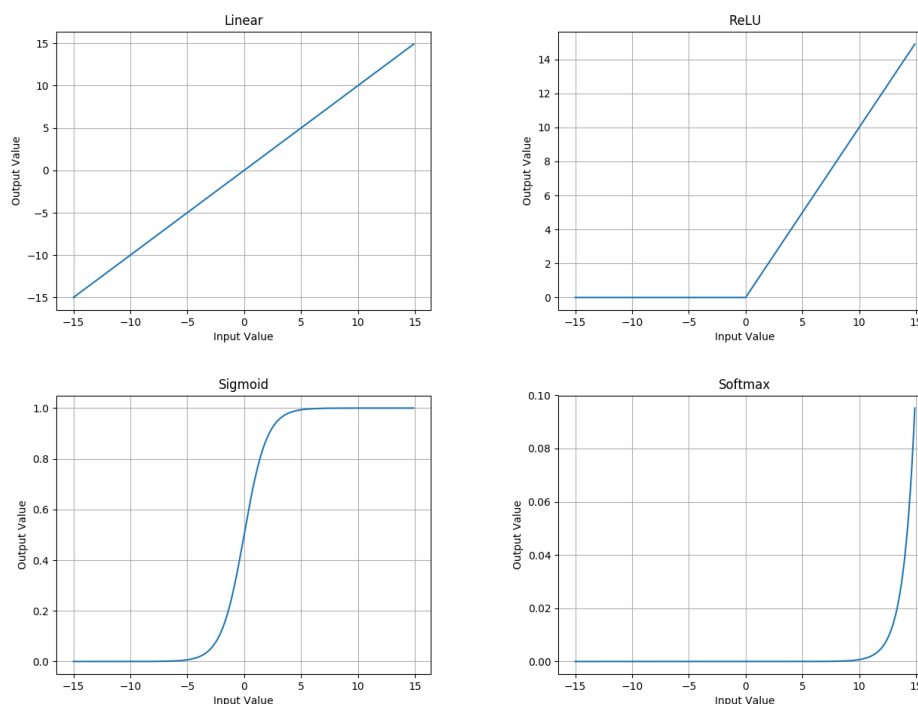 Linear
15
10
5
0
−5
−10
−15
Output Value
−15 −10 −5 0 5 10 15
Input Value
ReLU
14
12
10
8
6
4
2
0
Output Value
−15 −10 −5 0 5 10 15
Input Value
Sigmoid
1.0
0.8
0.6
0.4
0.2
0.0
Output Value
−15 −10 −5 0 5 10 15
Input Value
Softmax
0.10
0.08
0.06
0.04
0.02
0.00
Output Value
−15 −10 −5 0 5 10 15
Input Value